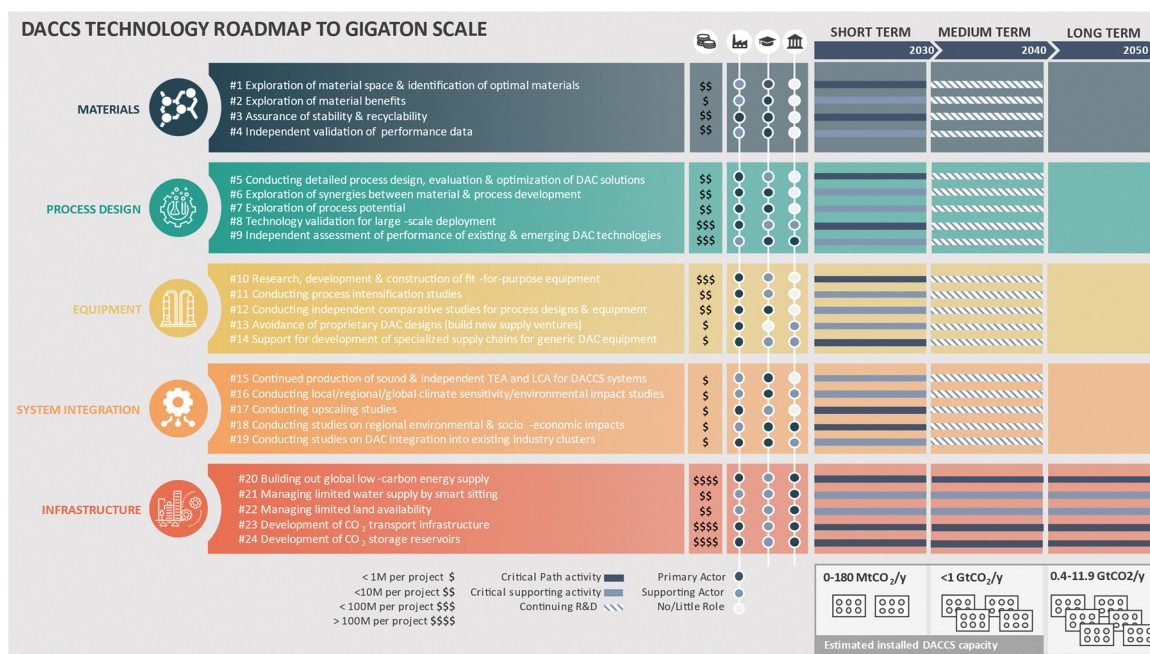 DACCS TECHNOLOGY ROADMAP TO GIGATON SCALE
SHORT TERM MEDIUM TERM LONG TERM
2030 2040 2050
MATERIALS
#1 Exploration of material space & identification of optimal materials $$
#2 Exploration of material benefits $
#3 Assurance of stability & recyclability $$
#4 Independent validation of performance data $$
PROCESS DESIGN
#5 Conducting detailed process design, evaluation & optimization of DAC solutions $$
#6 Exploration of synergies between material & process development $$
#7 Exploration of process potential $$
#8 Technology validation for large -scale deployment $$$
#9 Independent assessment of performance of existing & emerging DAC technologies $$$
EQUIPMENT
#10 Research, development & construction of fit -for-purpose equipment $$$
#11 Conducting process intensification studies $$
#12 Conducting independent comparative studies for process designs & equipment $$
#13 Avoidance of proprietary DAC designs (build new supply ventures) $
#14 Support for development of specialized supply chains for generic DAC equipment $
SYSTEM INTEGRATION
#15 Continued production of sound & independent TEA and LCA for DACCS systems $
#16 Conducting local/regional/global climate sensitivity/environmental impact studies $
#17 Conducting upscaling studies $
#18 Conducting studies on regional environmental & socio -economic impacts $
#19 Conducting studies on DAC integration into existing industry clusters $
INFRASTRUCTURE
#20 Building out global low -carbon energy supply $$$$
#21 Managing limited water supply by smart sitting $$
#22 Managing limited land availability $$
#23 Development of CO2 transport infrastructure $$$$
#24 Development of CO2 storage reservoirs $$$$
< 1M per project $ Critical Path activity Primary Actor
<10M per project $$ Critical supporting activity Supporting Actor
< 100M per project $$$ Continuing R&D No/Little Role
> 100M per project $$$$
0-180 MtCO2/y <1 GtCO2/y 0.4-11.9 GtCO2/y
Estimated installed DACCS capacity